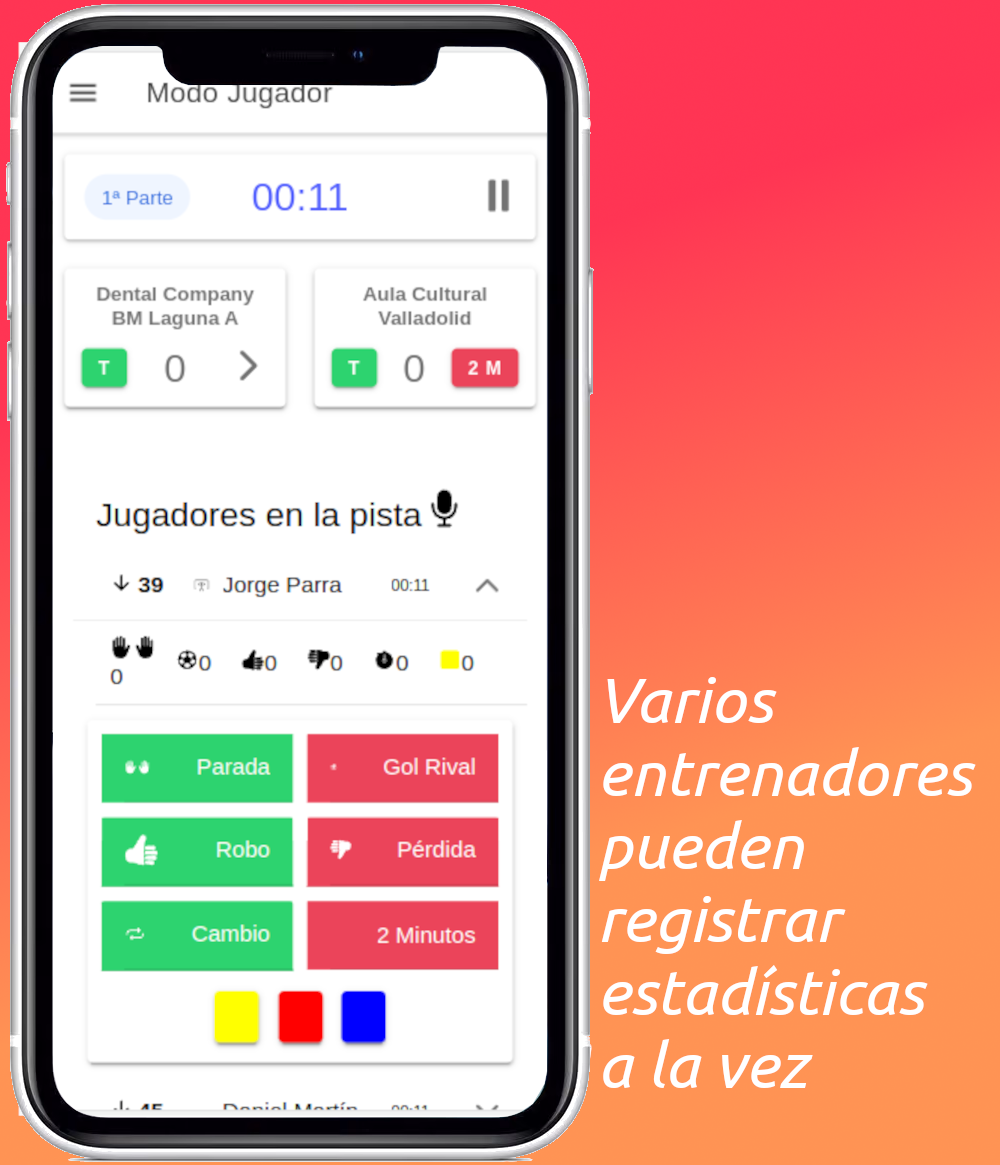 Modo Jugador
1ª Parte 00:11
Dental Company
BM Laguna A
T 0
Aula Cultural
Valladolid
T 0 2 M
Jugadores en la pista
39 Jorge Parra 00:11
0 0 0 0 0 0
Parada Gol Rival
Robo Pérdida
Cambio 2 Minutos
45 Daniel Martín 00:11
Varios
entrenadores
pueden
registrar
estadísticas
a la vez